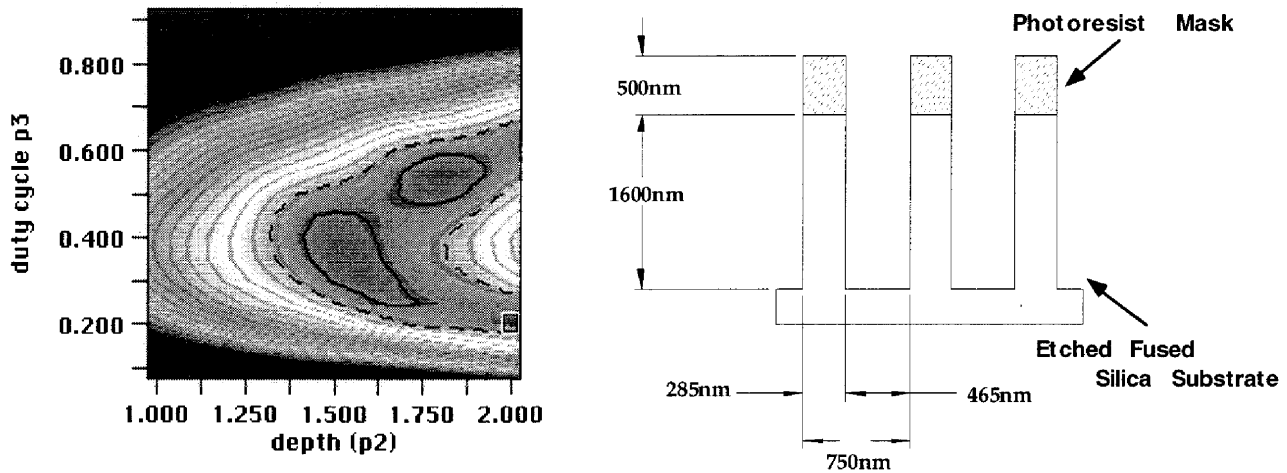 0.800
0.600
0.400
0.200
duty cycle p3
1.000 1.250 1.500 1.750 2.000
depth (p2)
Photoresist Mask
500nm
1600nm
Etched Fused
Silica Substrate
285nm
465nm
750nm